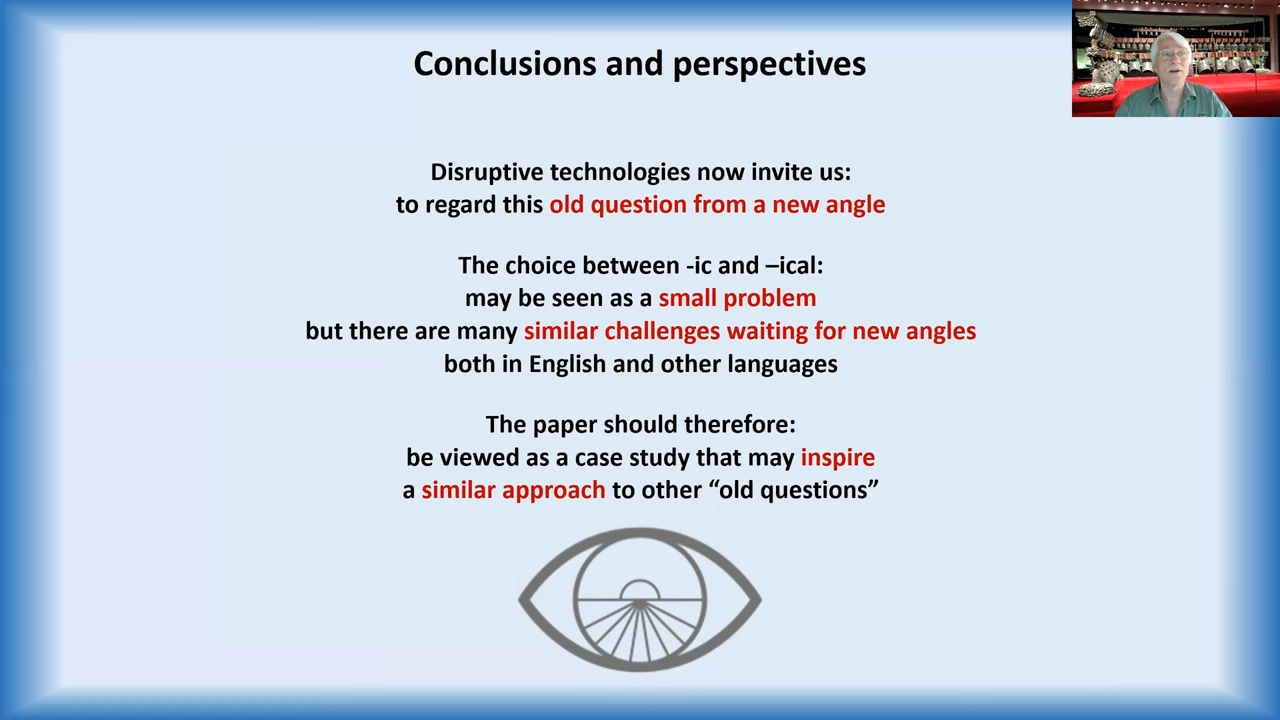 Conclusions and perspectives
Disruptive technologies now invite us:
to regard this old question from a new angle
The choice between -ic and –ical:
may be seen as a small problem
but there are many similar challenges waiting for new angles
both in English and other languages
The paper should therefore:
be viewed as a case study that may inspire
a similar approach to other “old questions”